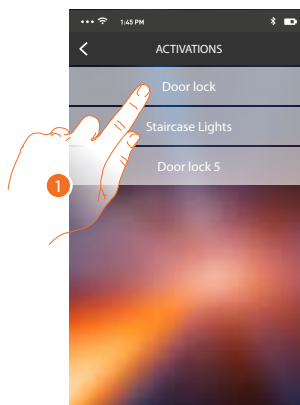 1:45 PM
ACTIVATIONS
Door lock
Staircase Lights
Door lock 5
1